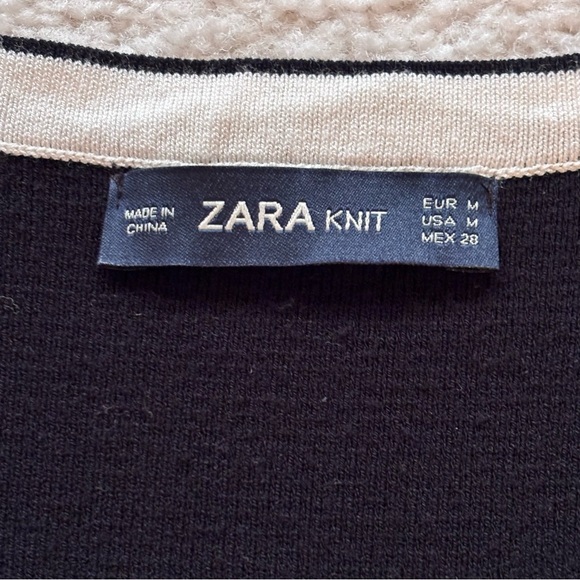 MADE IN
CHINA
ZARA KNIT
EUR M
USA M
MEX 28